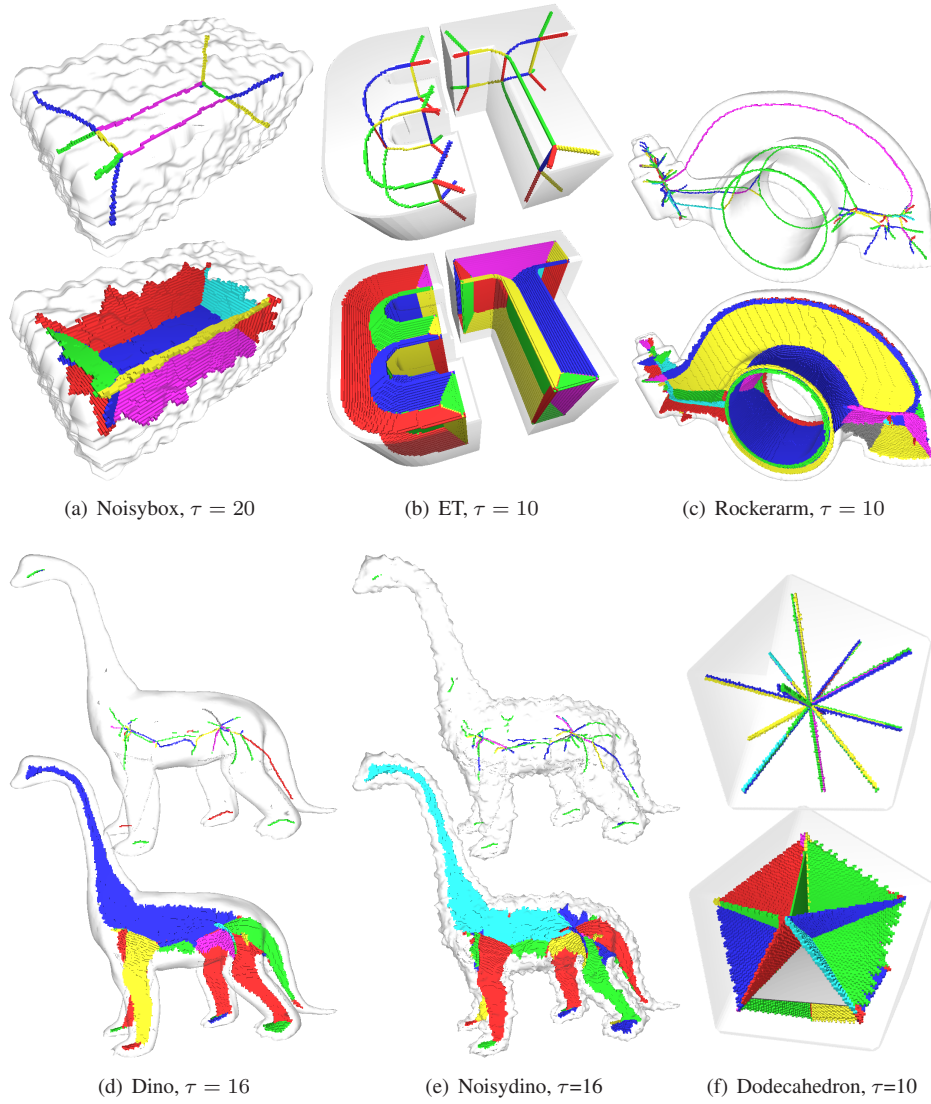 (a) Noisybox, τ = 20
(b) ET, τ = 10
(c) Rockerarm, τ = 10
(d) Dino, τ = 16
(e) Noisydino, τ=16
(f) Dodecahedron, τ=10